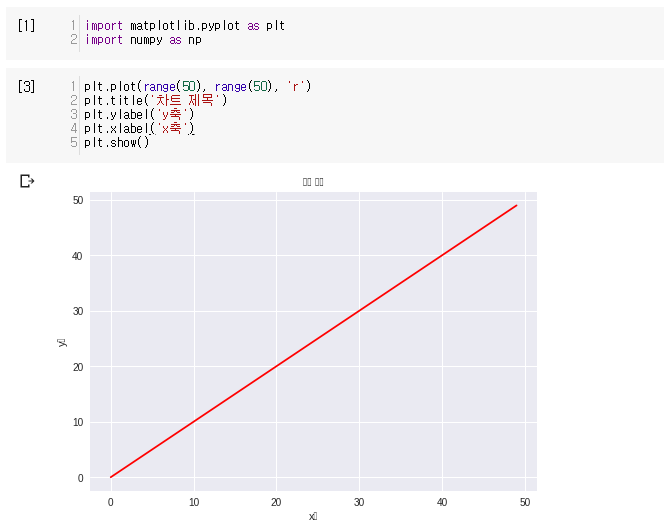 [1]
1 import matplotlib.pyplot as plt
2 import numpy as np
[3]
1 plt.plot(range(50), range(50), 'r')
2 plt.title('차트 제목')
3 plt.ylabel('y축')
4 plt.xlabel('x축')
5 plt.show()
□□ □□
50
40
30
20
10
0
y□
0 10 20 30 40 50
x□